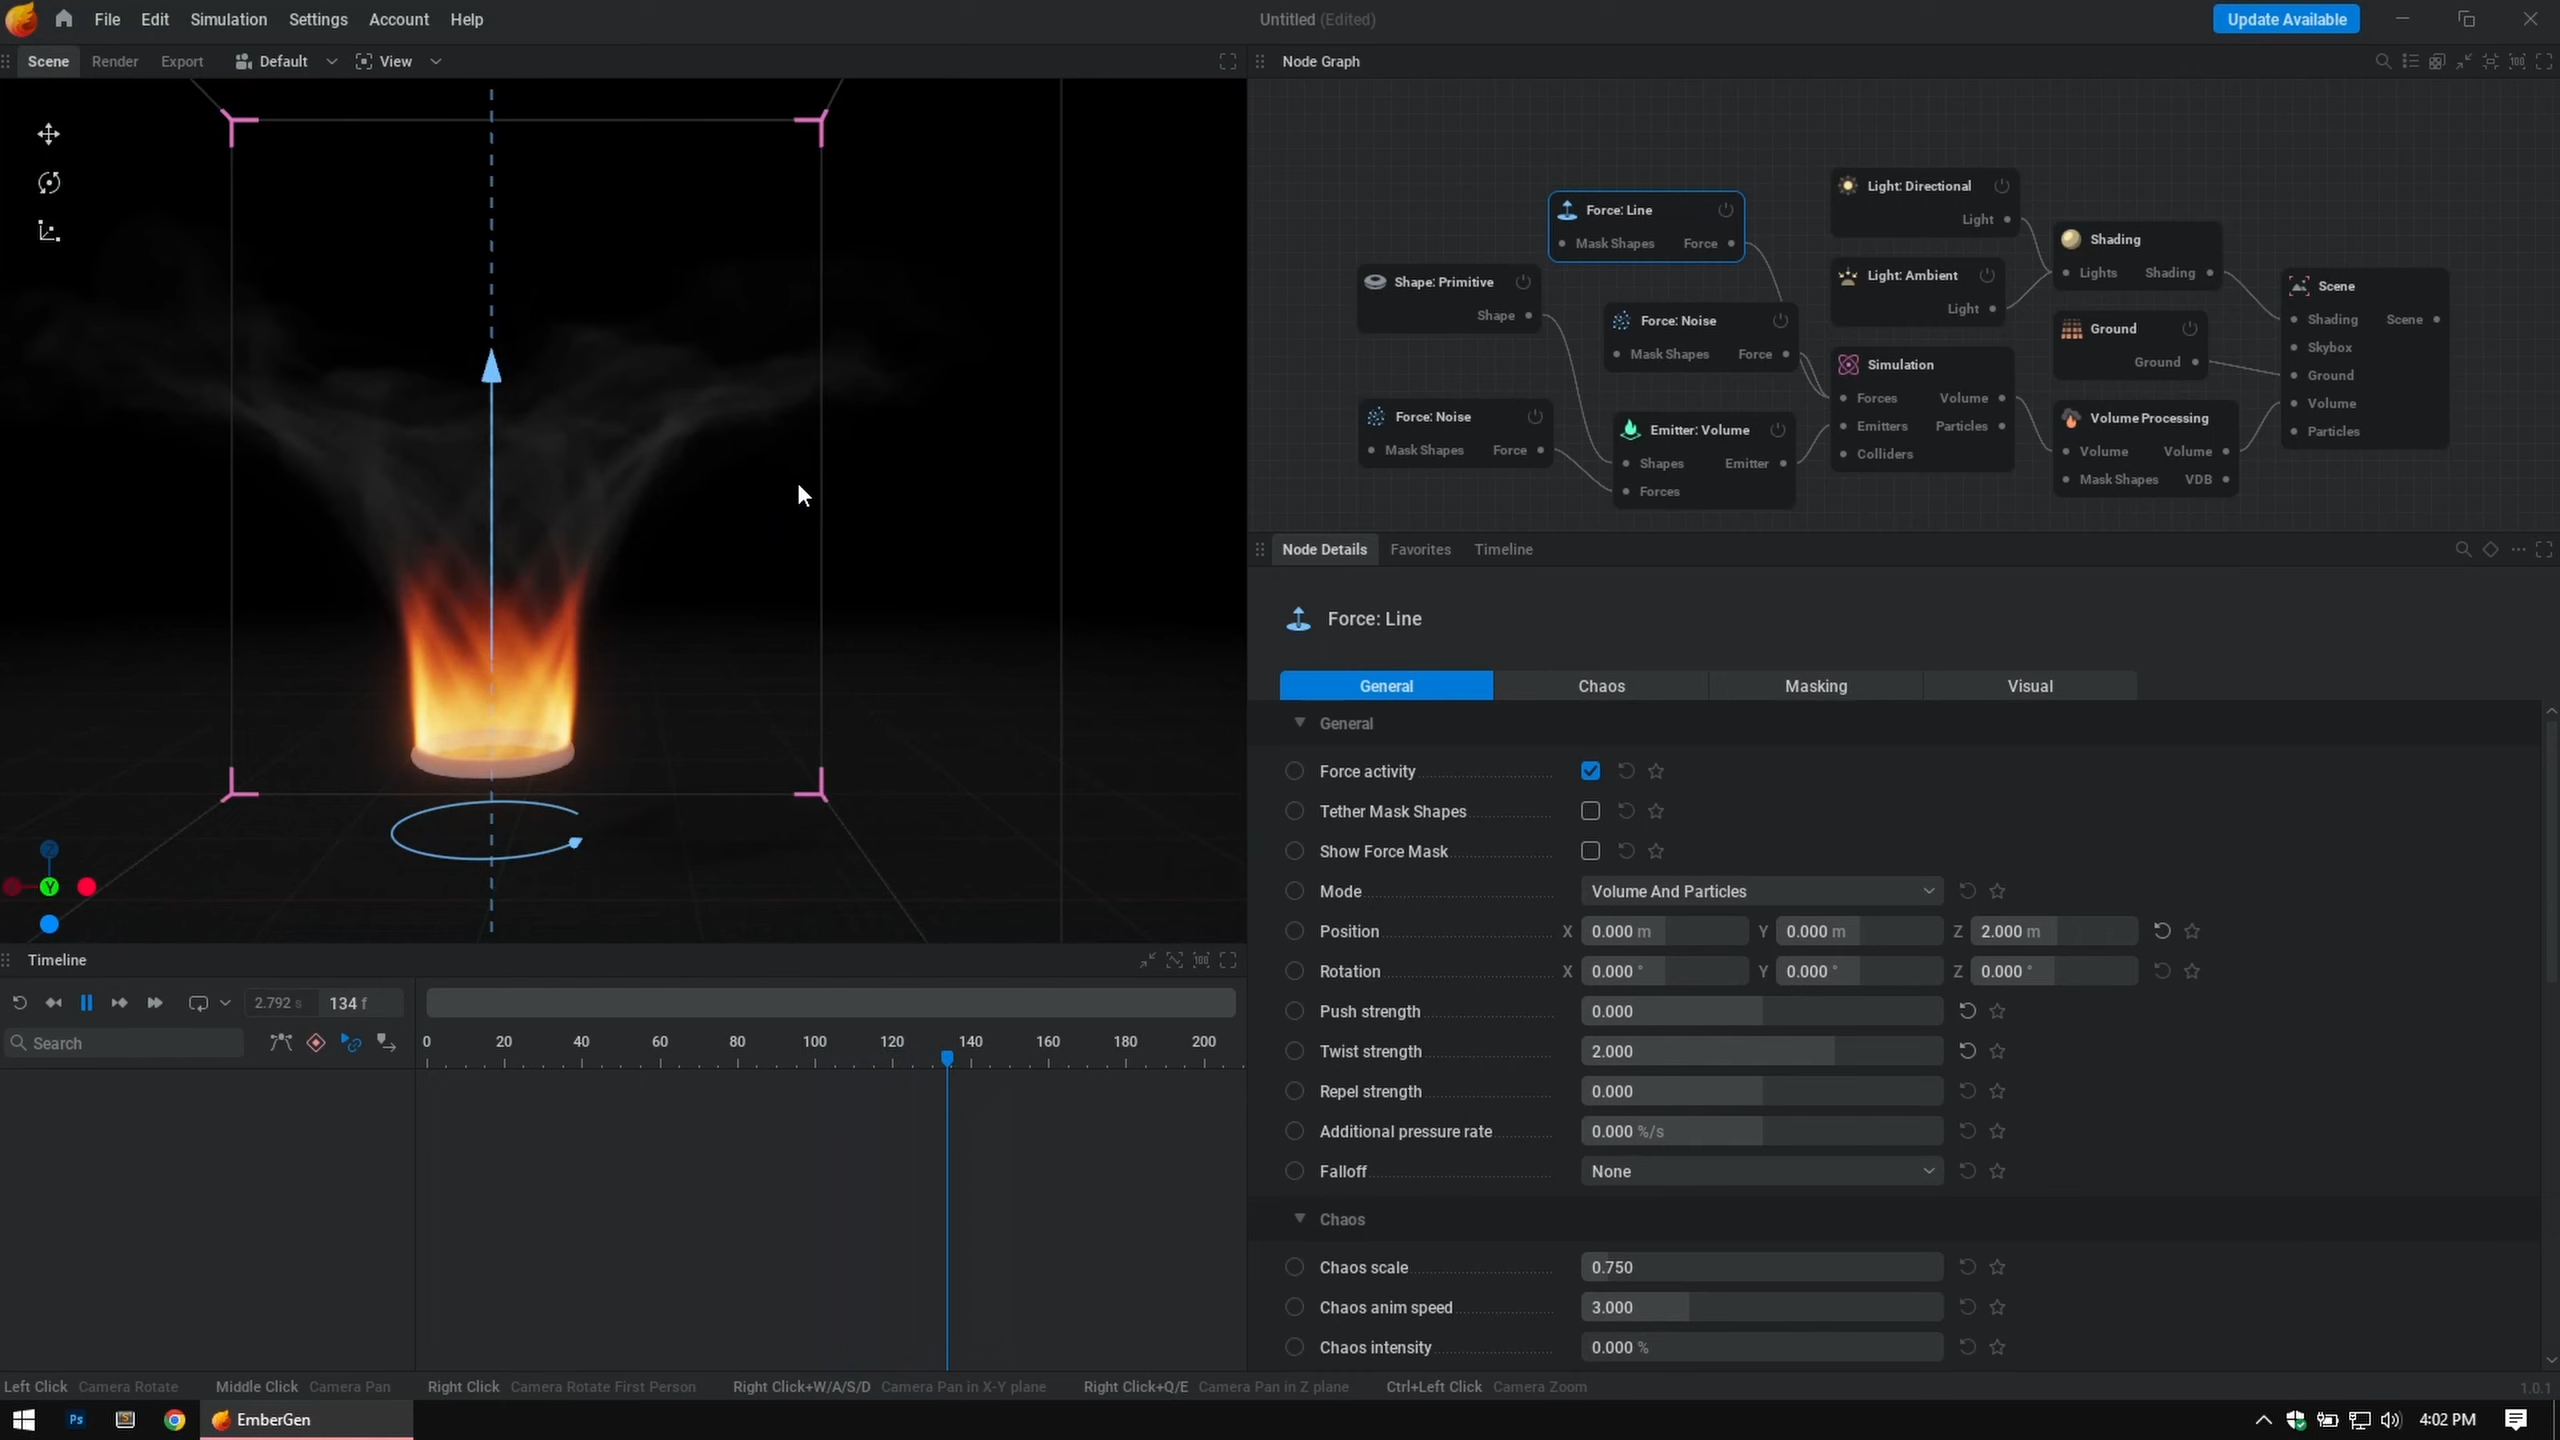 File Edit Simulation Settings Account Help
Untitled (Edited)
Update Available
Scene Render Export Default View
Node Graph
Force: Line
Mask Shapes Force
Shape: Primitive
Shape
Force: Noise
Mask Shapes Force
Force: Noise
Mask Shapes Force
Emitter: Volume
Shapes Emitter
Forces
Light: Directional
Light
Light: Ambient
Light
Simulation
Forces Volume
Emitters Particles
Colliders
Shading
Lights Shading
Ground
Ground
Volume Processing
Volume Volume
Mask Shapes VDB
Scene
Shading Scene
Skybox
Ground
Volume
Particles
Z
Y
Node Details Favorites Timeline
Force: Line
General Chaos Masking Visual
General
Force activity
Tether Mask Shapes
Show Force Mask
Mode Volume And Particles
Position X 0.000 m Y 0.000 m Z 2.000 m
Rotation X 0.000 ° Y 0.000 ° Z 0.000 °
Push strength 0.000
Twist strength 2.000
Repel strength 0.000
Additional pressure rate 0.000 %/s
Falloff None
Chaos
Chaos scale 0.750
Chaos anim speed 3.000
Chaos intensity 0.000 %
Timeline
2.792 s 134 f
Search
0 20 40 60 80 100 120 140 160 180 200
Left Click Camera Rotate Middle Click Camera Pan Right Click Camera Rotate First Person Right Click+W/A/S/D Camera Pan in X-Y plane Right Click+Q/E Camera Pan in Z plane Ctrl+Left Click Camera Zoom
1.0.1
Ps
EmberGen
4:02 PM